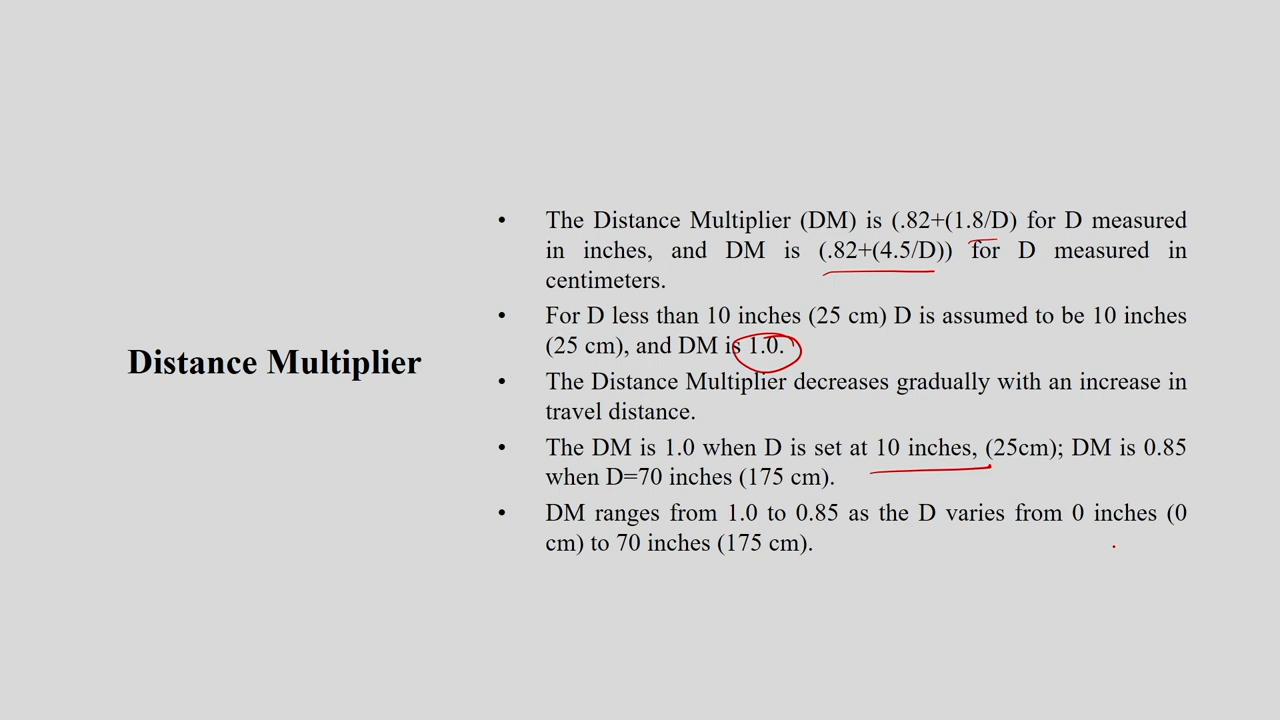 Distance Multiplier
• The Distance Multiplier (DM) is (.82+(1.8/D) for D measured
in inches, and DM is (.82+(4.5/D)) for D measured in
centimeters.
• For D less than 10 inches (25 cm) D is assumed to be 10 inches
(25 cm), and DM is 1.0.
• The Distance Multiplier decreases gradually with an increase in
travel distance.
• The DM is 1.0 when D is set at 10 inches, (25cm); DM is 0.85
when D=70 inches (175 cm).
• DM ranges from 1.0 to 0.85 as the D varies from 0 inches (0
cm) to 70 inches (175 cm).